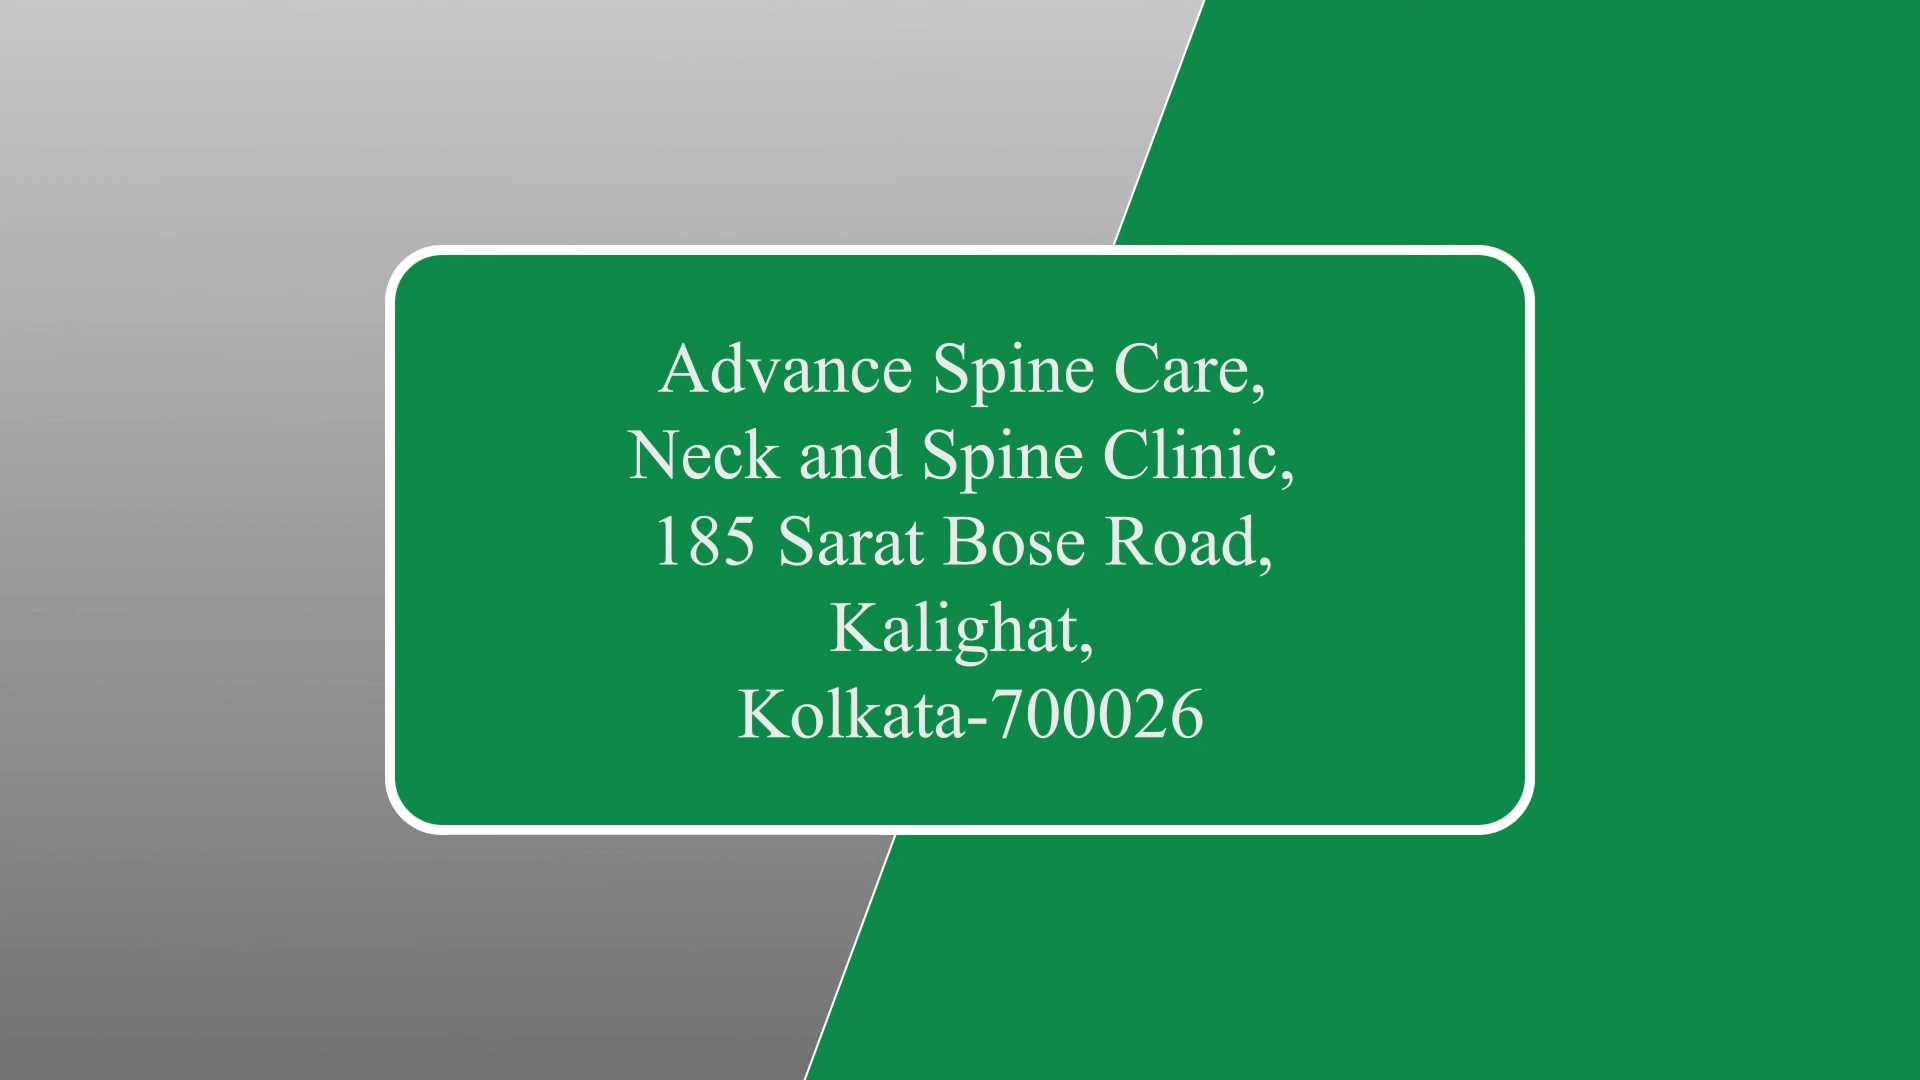 Advance Spine Care,
Neck and Spine Clinic,
185 Sarat Bose Road,
Kalighat,
Kolkata-700026